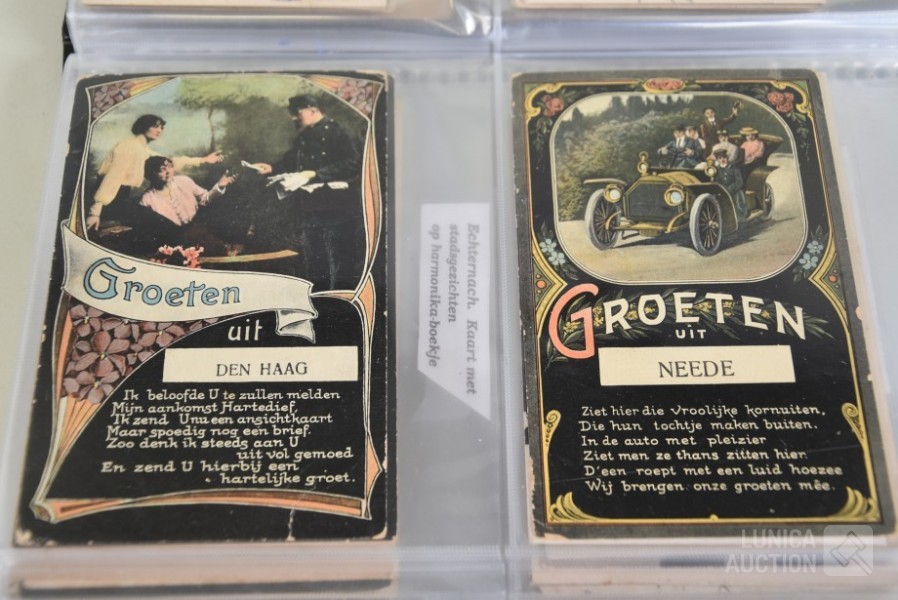 Groeten
uit
DEN HAAG
Ik beloofde U te zullen melden
Mijn aankomst Hartedief,
Ik zend U nu een ansichtkaart
Maar spoedig nog een brief.
Zoo denk ik steeds aan U
uit vol gemoed
En zend U hierbij een
hartelijke groet.
Echternach. Kaart met
stadsgezichten
op harmonika-boekje
GROETEN
UIT
NEEDE
Ziet hier die vroolijke kornuiten,
Die hun tochtje maken buiten.
In de auto met pleizier
Ziet men ze thans zitten hier.
D'een roept met een luid hoezee
Wij brengen onze groeten mêe.
LUNICA
AUCTION